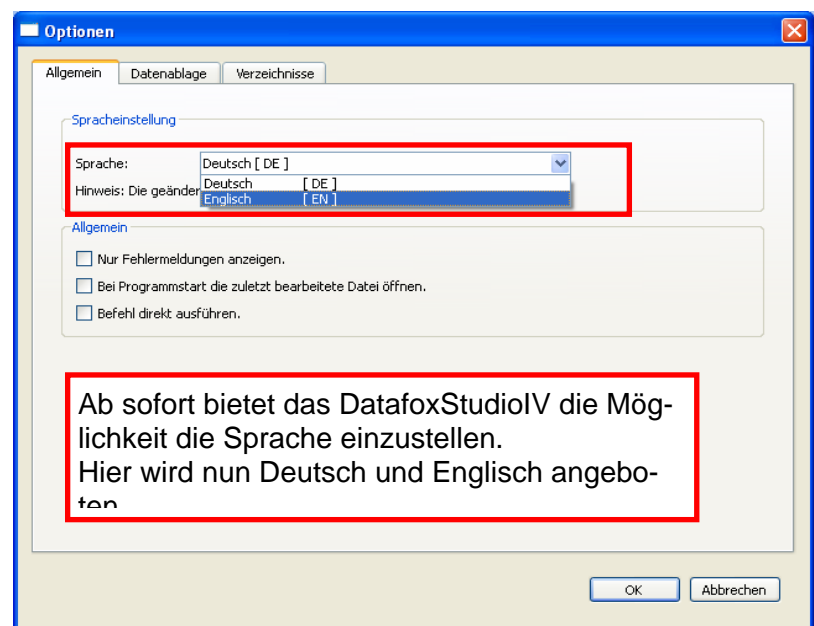 Optionen
Allgemein Datenablage Verzeichnisse
Spracheinstellung
Sprache: Deutsch [ DE ]
Deutsch [ DE ]
Englisch [ EN ]
Hinweis: Die geänder
Allgemein
Nur Fehlermeldungen anzeigen.
Bei Programmstart die zuletzt bearbeitete Datei öffnen.
Befehl direkt ausführen.
Ab sofort bietet das DatafoxStudioIV die Mög-
lichkeit die Sprache einzustellen.
Hier wird nun Deutsch und Englisch angebo-
ten
OK Abbrechen